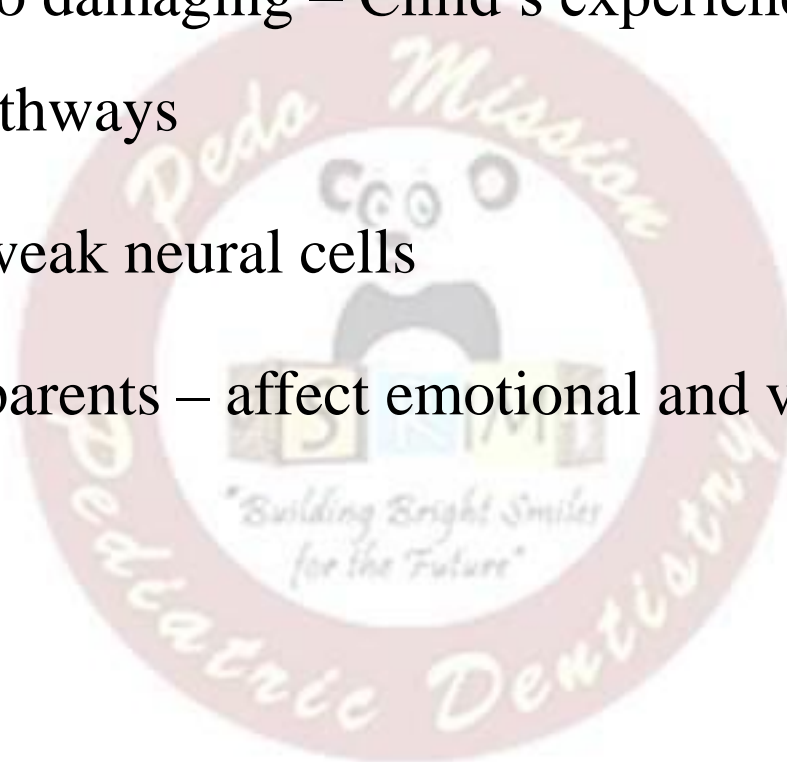 o damaging – Child's experienc
thways
weak neural cells
parents – affect emotional and v
Pedo Mission
SRM
"Building Bright Smiles
for the Future"
Pediatric Dentistry